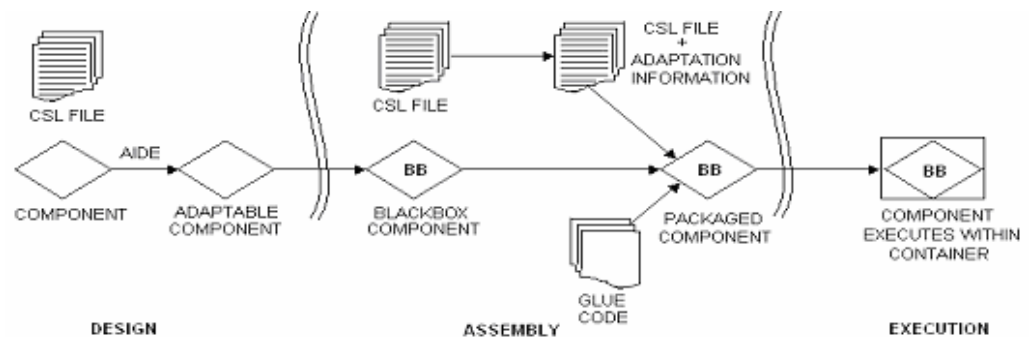 CSL FILE
+
ADAPTATION
INFORMATION
CSL FILE
CSL FILE
AIDE
BB
BB
BB
COMPONENT
ADAPTABLE
COMPONENT
BLACKBOX
COMPONENT
PACKAGED
COMPONENT
COMPONENT
EXECUTES WITHIN
CONTAINER
GLUE
CODE
DESIGN
ASSEMBLY
EXECUTION